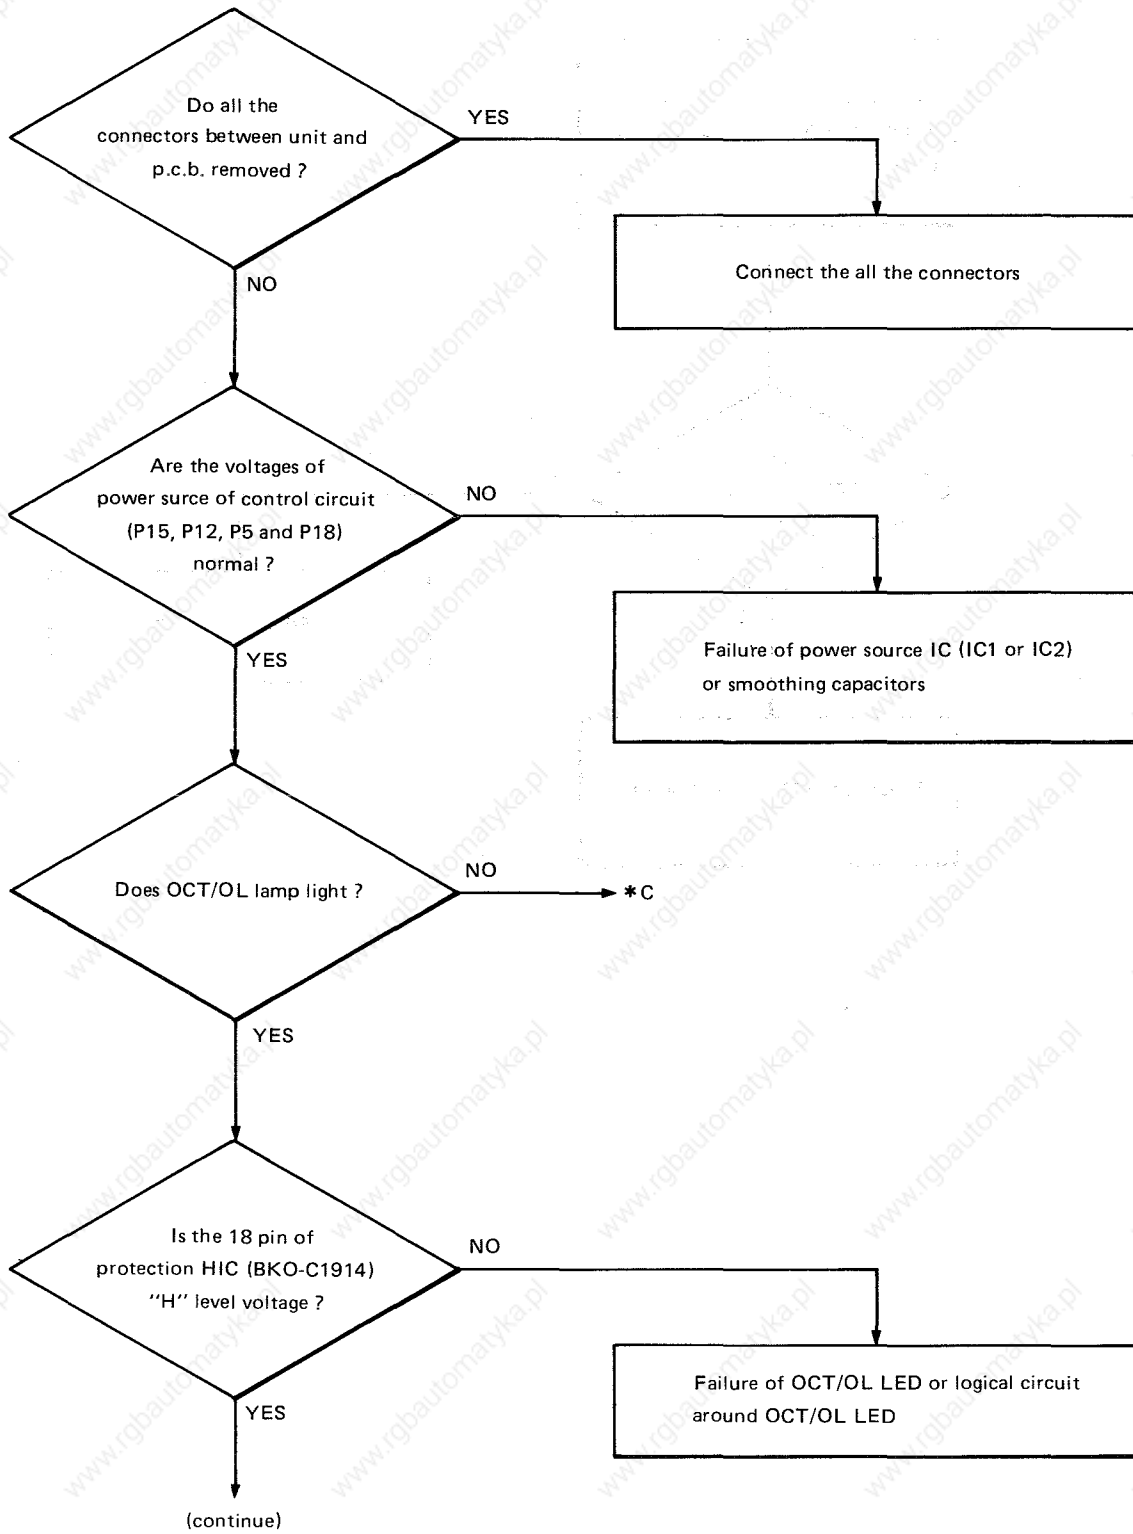 Do all the
connectors between unit and
p.c.b. removed ?
YES
Connect the all the connectors
NO
Are the voltages of
power surce of control circuit
(P15, P12, P5 and P18)
normal ?
NO
Failure of power source IC (IC1 or IC2)
or smoothing capacitors
YES
Does OCT/OL lamp light ?
NO
*C
YES
Is the 18 pin of
protection HIC (BKO-C1914)
"H" level voltage ?
NO
Failure of OCT/OL LED or logical circuit
around OCT/OL LED
YES
(continue)
www.rgbautomatyka.pl